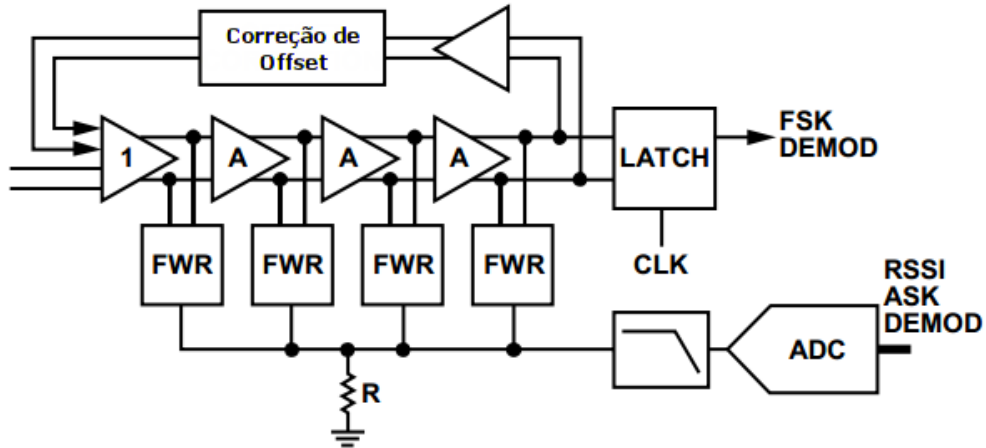 Correção de
Offset
1
A
A
A
LATCH
FSK
DEMOD
FWR
FWR
FWR
FWR
CLK
RSSI
ASK
DEMOD
ADC
R